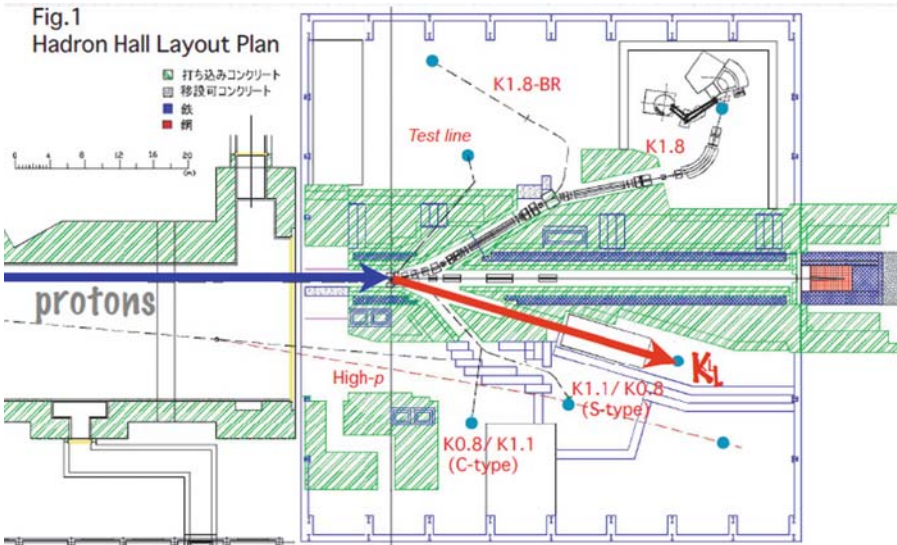 Fig.1
Hadron Hall Layout Plan
打ち込みコンクリート
移設可コンクリート
鉄
銅
0 4 8 12 16 20
(m)
K1.8-BR
Test line
K1.8
protons
KL
High-p
K1.1/ K0.8
(S-type)
K0.8/ K1.1
(C-type)